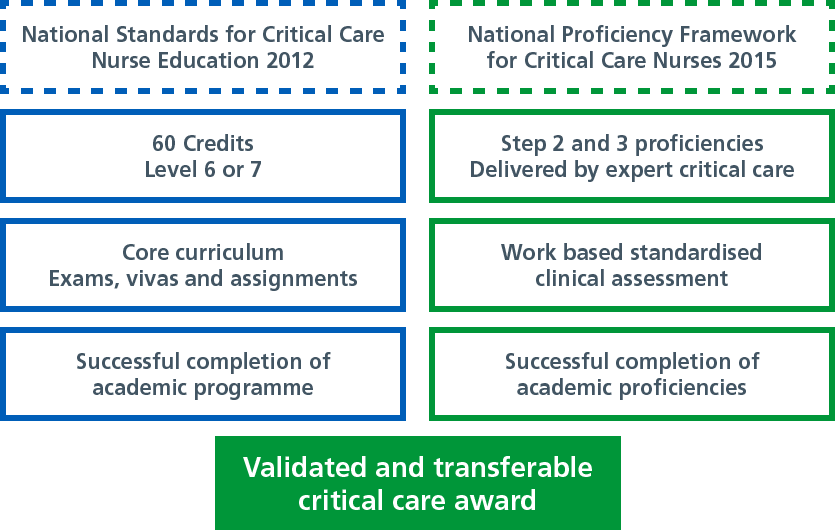 National Standards for Critical Care
Nurse Education 2012
National Proficiency Framework
for Critical Care Nurses 2015
60 Credits
Level 6 or 7
Step 2 and 3 proficiencies
Delivered by expert critical care
Core curriculum
Exams, vivas and assignments
Work based standardised
clinical assessment
Successful completion of
academic programme
Successful completion of
academic proficiencies
Validated and transferable
critical care award